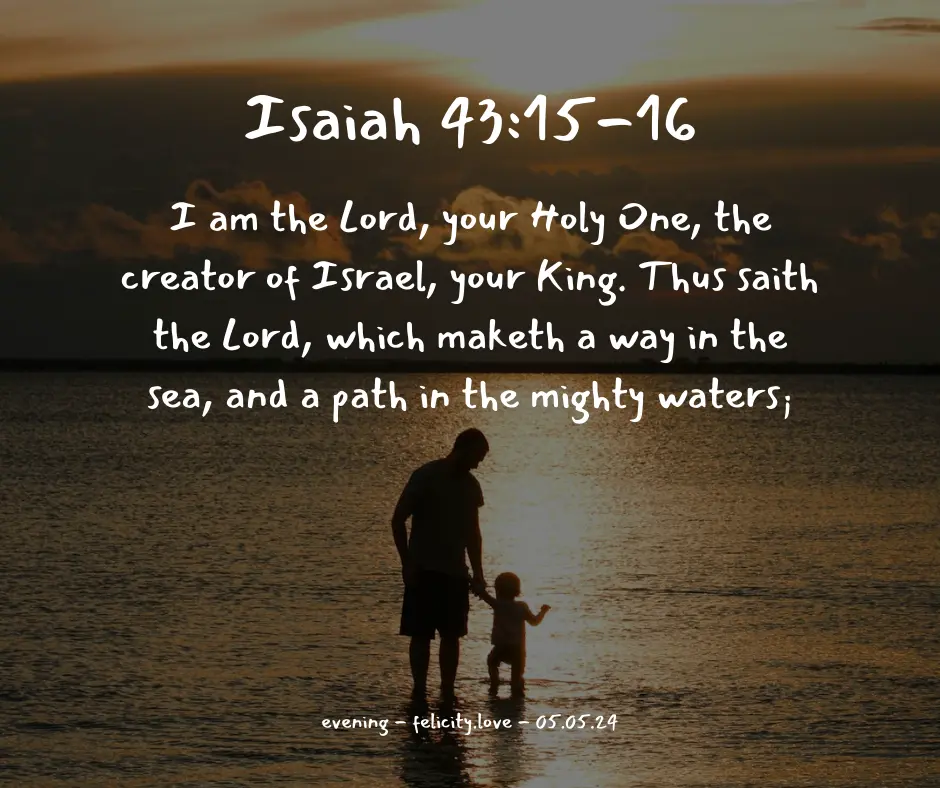 Isaiah 43:15-16
I am the Lord, your Holy One, the
creator of Israel, your King. Thus saith
the Lord, which maketh a way in the
sea, and a path in the mighty waters;
evening - felicity.love - 05.05.24